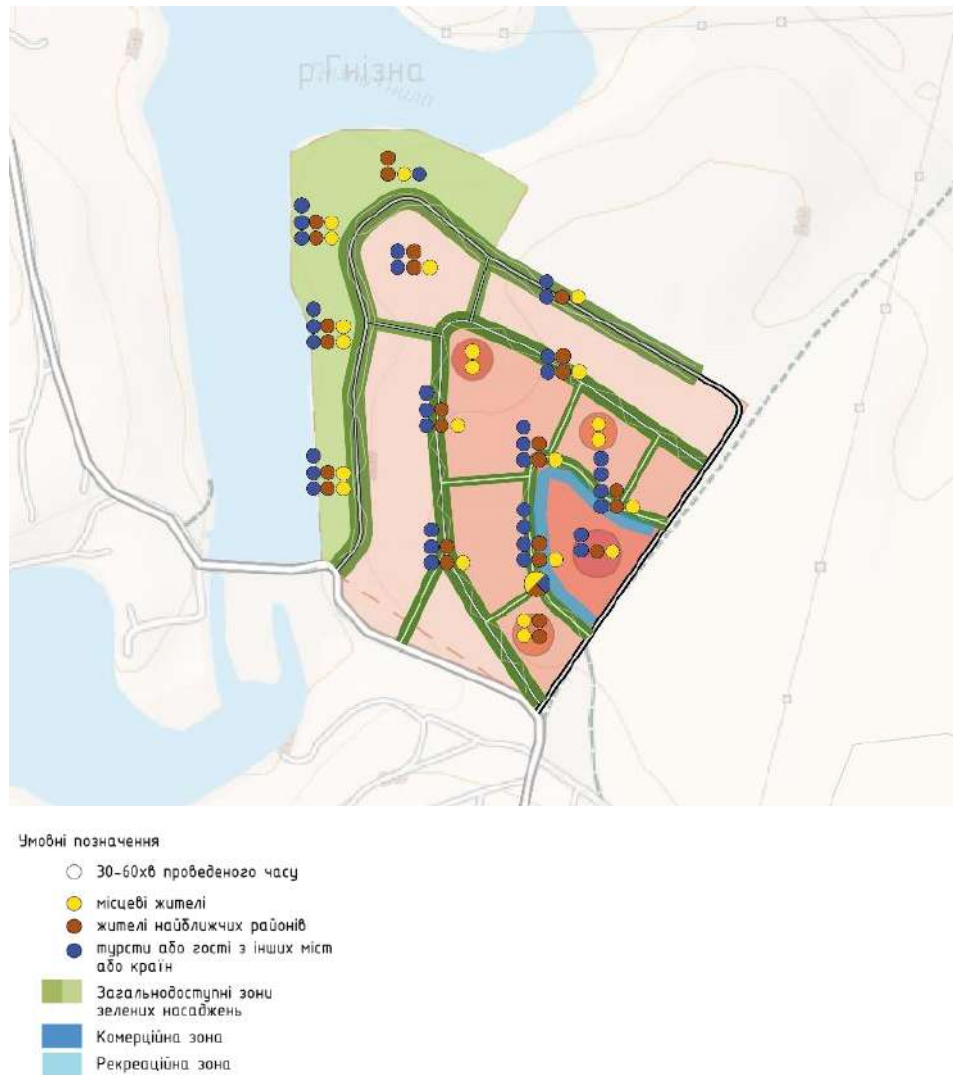 р.Гнізна
Умовні позначення
30-60хв проведеного часу
місцеві жителі
жителі найближчих районів
турсти або гості з інших міст
або країн
Загальнодоступні зони
зелених насаджень
Комерційна зона
Рекреаційна зона